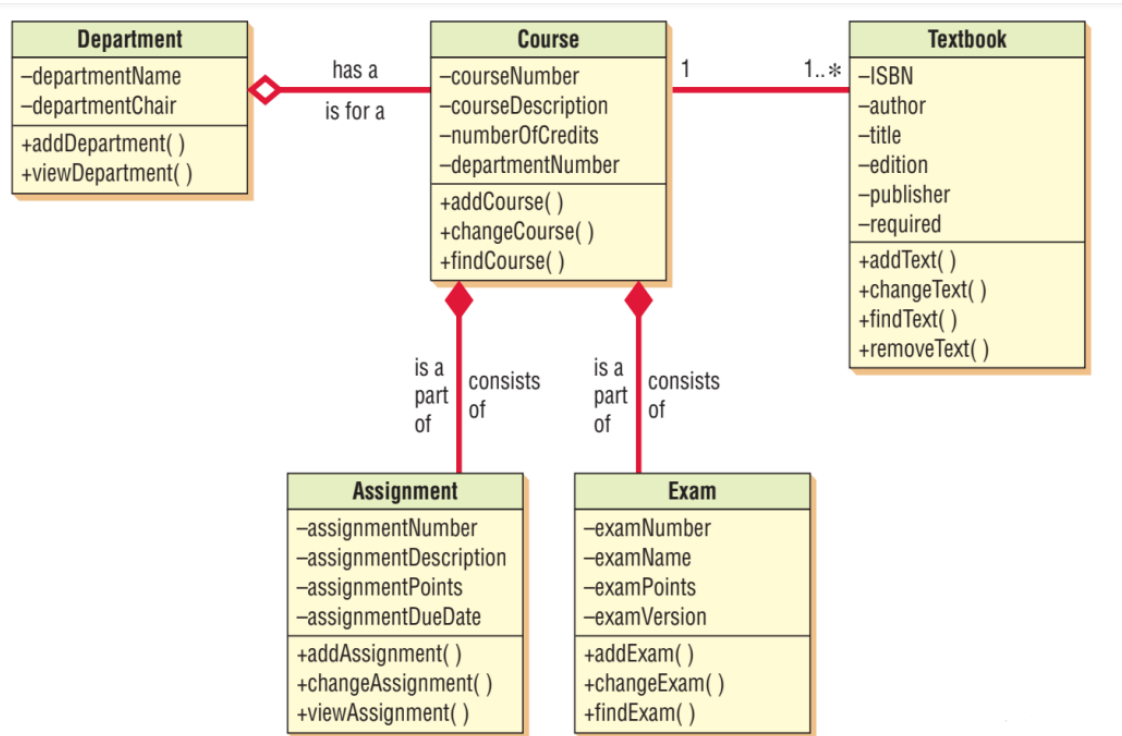 Department
–departmentName
–departmentChair
+addDepartment( )
+viewDepartment( )
has a
is for a
Course
–courseNumber
–courseDescription
–numberOfCredits
–departmentNumber
+addCourse( )
+changeCourse( )
+findCourse( )
1
1..*
Textbook
–ISBN
–author
–title
–edition
–publisher
–required
+addText( )
+changeText( )
+findText( )
+removeText( )
is a
part
of
consists
of
is a
part
of
consists
of
Assignment
–assignmentNumber
–assignmentDescription
–assignmentPoints
–assignmentDueDate
+addAssignment( )
+changeAssignment( )
+viewAssignment( )
Exam
–examNumber
–examName
–examPoints
–examVersion
+addExam( )
+changeExam( )
+findExam( )